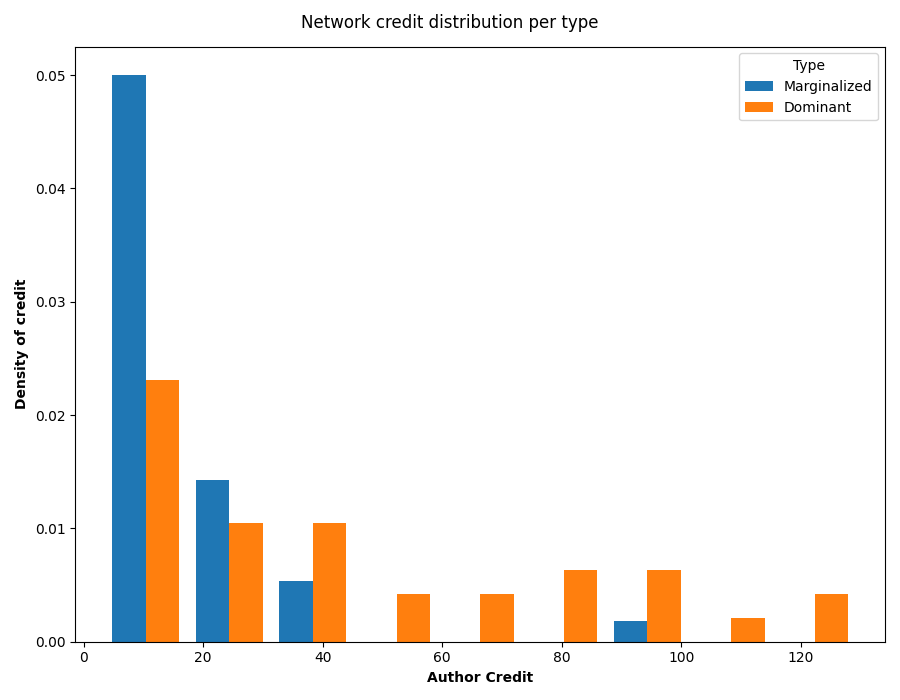 Network credit distribution per type
Type
Marginalized
Dominant
0.05
0.04
0.03
0.02
0.01
0.00
Density of credit
0 20 40 60 80 100 120
Author Credit